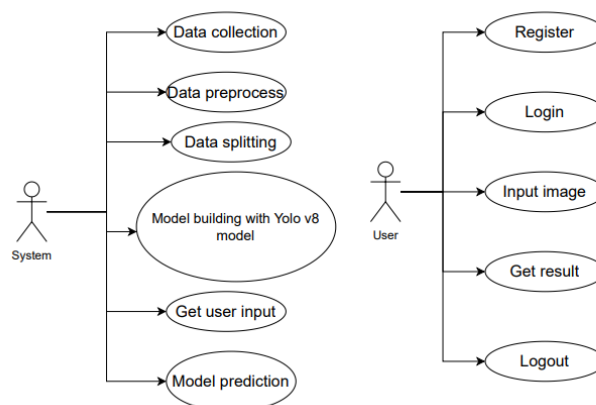 Data collection
Data preprocess
Data splitting
Model building with Yolo v8
model
Get user input
Model prediction
System
Register
Login
Input image
Get result
Logout
User